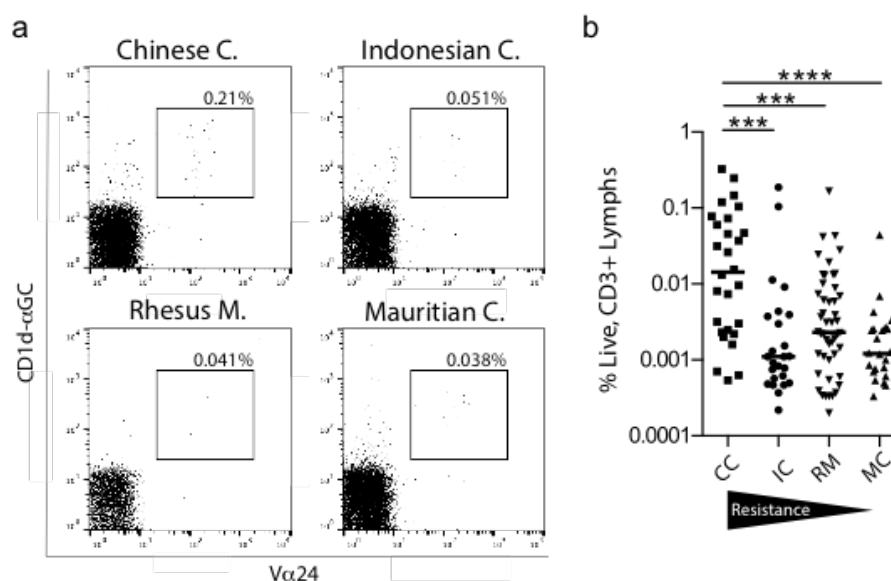 a
b
Chinese C.
Indonesian C.
0.21%
0.051%
Rhesus M.
Mauritian C.
0.041%
0.038%
CD1d-αGC
Vα24
****
***
***
1
0.1
0.01
0.001
0.0001
% Live, CD3+ Lymphs
CC
IC
RM
MC
Resistance